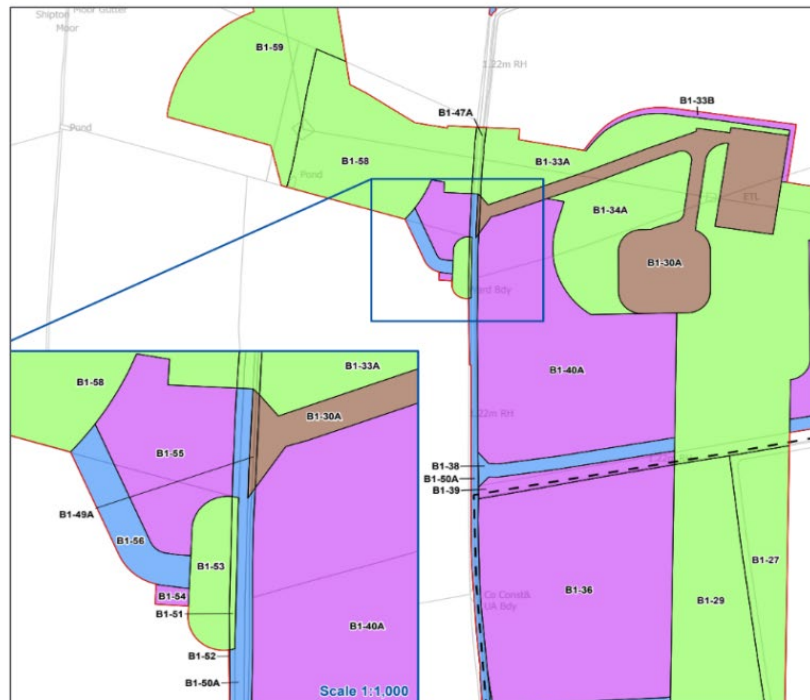 Shipton
Moor
Moor Gutter
B1-59
1.22m RH
B1-47A
B1-33B
Pond
B1-58
B1-33A
Pond
ETL
B1-34A
B1-30A
Ward Bdy
B1-40A
B1-33A
B1-58
B1-30A
1.22m RH
B1-55
B1-38
B1-50A
B1-39
B1-49A
B1-56
B1-53
B1-27
B1-54
B1-36
B1-29
B1-51
Co Const&
UA Bdy
B1-40A
B1-52
B1-50A
Scale 1:1,000